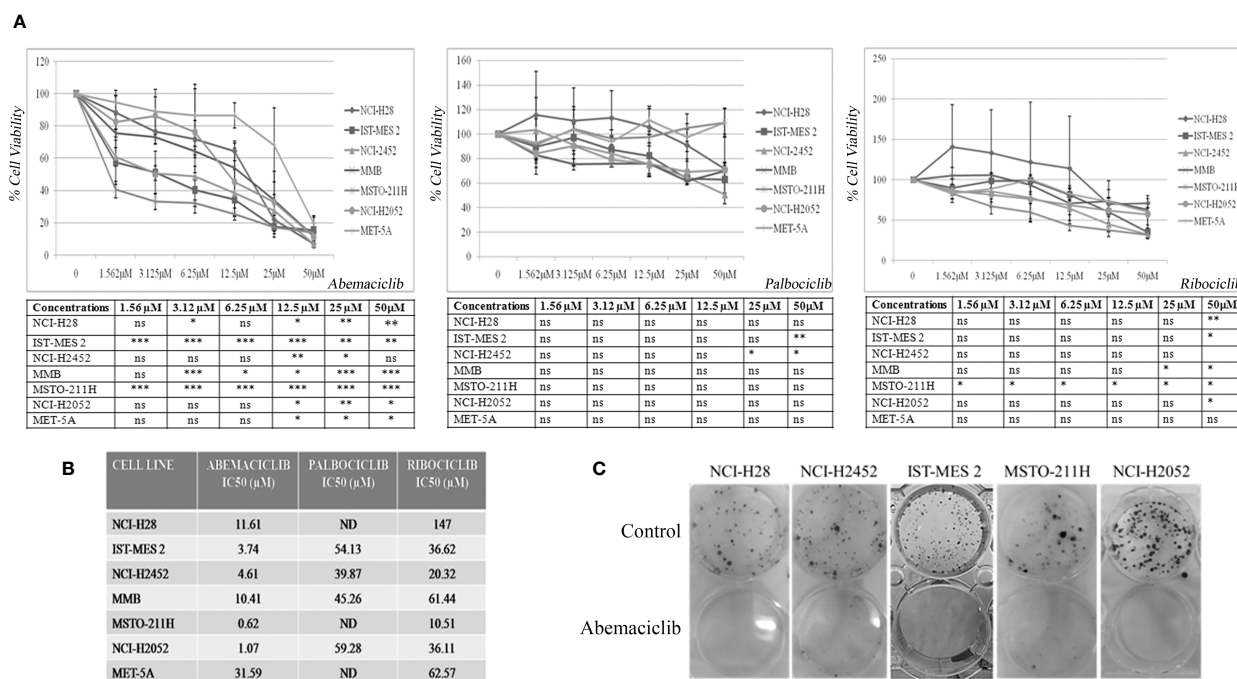 A
120
100
80
60
40
20
0
% Cell Viability
0 1.562µM 3.125µM 6.25µM 12.5µM 25µM 50µM
NCI-H28
IST-MES 2
NCI-2452
MMB
MSTO-211H
NCI-H2052
MET-5A
Abemaciclib
160
140
120
100
80
60
40
20
0
% Cell Viability
0 1.562µM 3.125µM 6.25µM 12.5µM 25µM 50µM
NCI-H28
IST-MES 2
NCI-2452
MMB
MSTO-211H
NCI-H2052
MET-5A
Palbociclib
250
200
150
100
50
0
% Cell Viability
0 1.562µM 3.125µM 6.25µM 12.5µM 25µM 50µM
NCI-H28
IST-MES 2
NCI-2452
MMB
MSTO-211H
NCI-H2052
MET-5A
Ribociclib
Concentrations 1.56 µM 3.12 µM 6.25 µM 12.5 µM 25 µM 50µM
NCI-H28 ns * ns * ** **
IST-MES 2 *** *** *** *** ** **
NCI-H2452 ns ns ns ** * ns
MMB ns *** * * *** ***
MSTO-211H *** *** *** *** *** ***
NCI-H2052 ns ns ns * ** *
MET-5A ns ns ns * * *
Concentrations 1.56 µM 3.12 µM 6.25 µM 12.5 µM 25 µM 50 µM
NCI-H28 ns ns ns ns ns ns
IST-MES 2 ns ns ns ns ns **
NCI-H2452 ns ns ns ns * *
MMB ns ns ns ns ns ns
MSTO-211H ns ns ns ns ns ns
NCI-H2052 ns ns ns ns ns ns
MET-5A ns ns ns ns ns ns
Concentrations 1.56 µM 3.12 µM 6.25 µM 12.5 µM 25 µM 50µM
NCI-H28 ns ns ns ns ns **
IST-MES 2 ns ns ns ns ns *
NCI-H2452 ns ns ns ns ns ns
MMB ns ns ns ns * *
MSTO-211H * * * * * *
NCI-H2052 ns ns ns ns ns *
MET-5A ns ns ns ns ns ns
B
CELL LINE ABEMACICLIB IC50 (µM) PALBOCICLIB IC50 (µM) RIBOCICLIB IC50 (µM)
NCI-H28 11.61 ND 147
IST-MES 2 3.74 54.13 36.62
NCI-H2452 4.61 39.87 20.32
MMB 10.41 45.26 61.44
MSTO-211H 0.62 ND 10.51
NCI-H2052 1.07 59.28 36.11
MET-5A 31.59 ND 62.57
C
NCI-H28 NCI-H2452 IST-MES 2 MSTO-211H NCI-H2052
Control
Abemaciclib